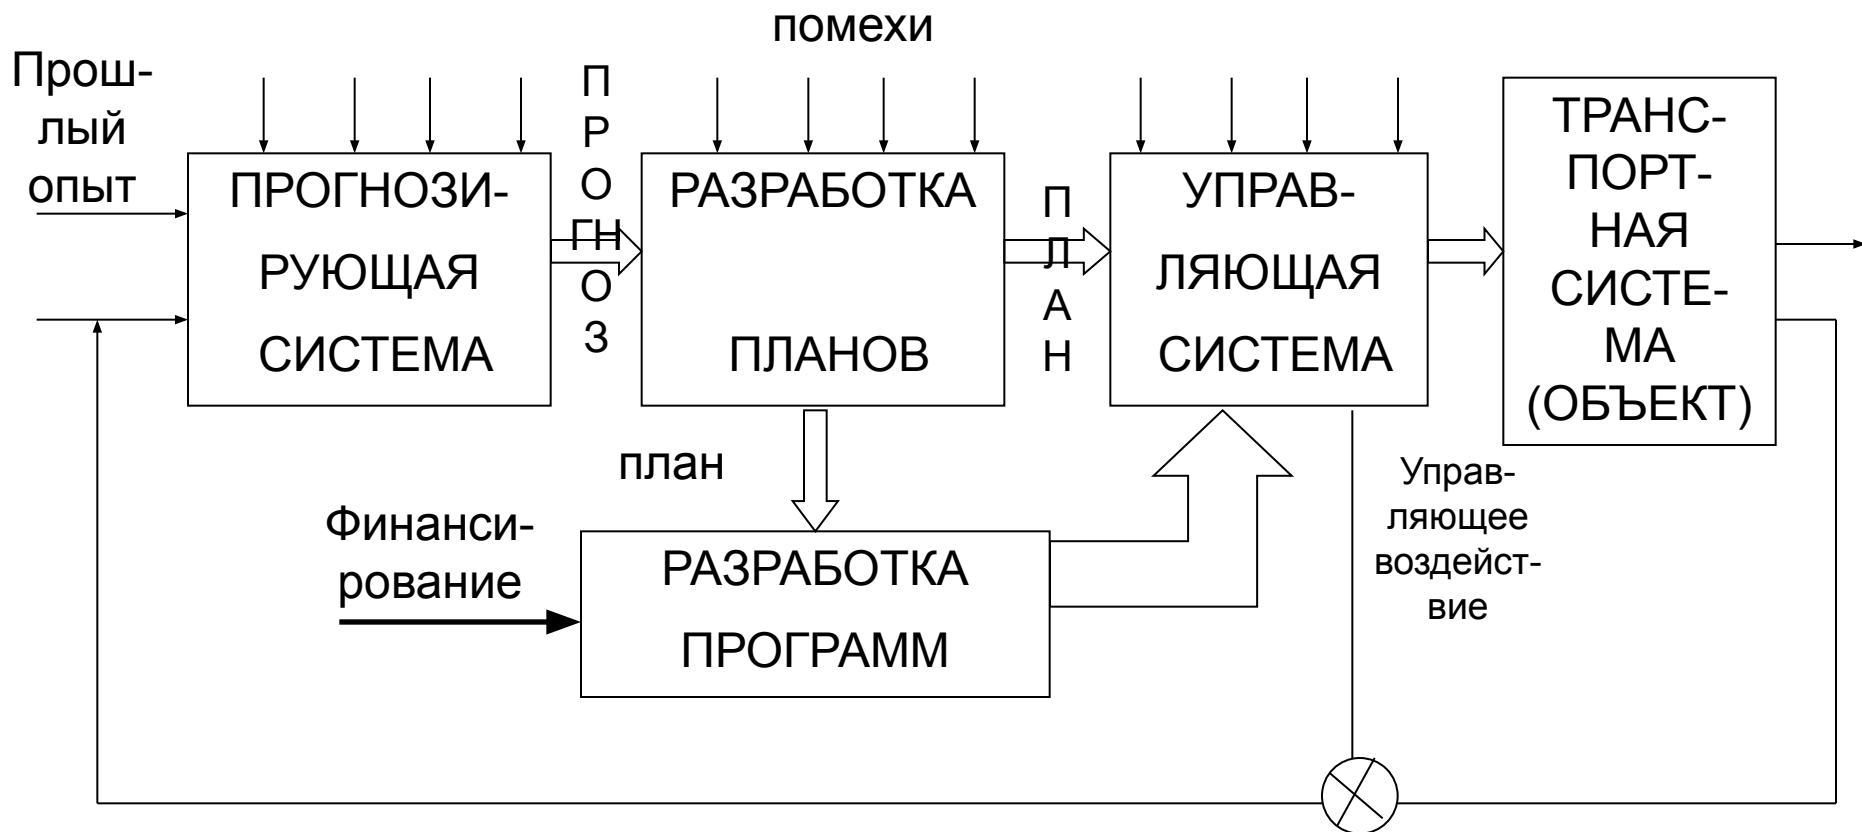 помехи
Прош-
лый
опыт
П
Р
О
ГН
О
З
ПРОГНОЗИ-
РУЮЩАЯ
СИСТЕМА
РАЗРАБОТКА
ПЛАНОВ
П
Л
А
Н
УПРАВ-
ЛЯЮЩАЯ
СИСТЕМА
ТРАНС-
ПОРТ-
НАЯ
СИСТЕ-
МА
(ОБЪЕКТ)
план
Финанси-
рование
РАЗРАБОТКА
ПРОГРАММ
Управ-
ляющее
воздейст-
вие